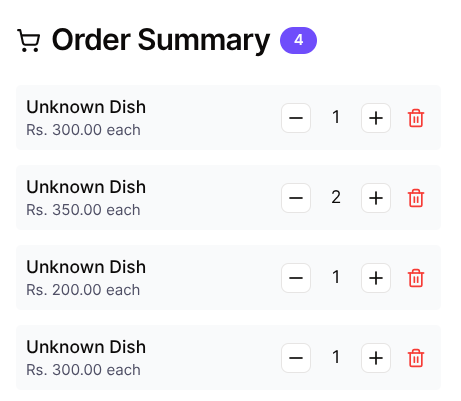 Order Summary 4
Unknown Dish
Rs. 300.00 each
1
Unknown Dish
Rs. 350.00 each
2
Unknown Dish
Rs. 200.00 each
1
Unknown Dish
Rs. 300.00 each
1